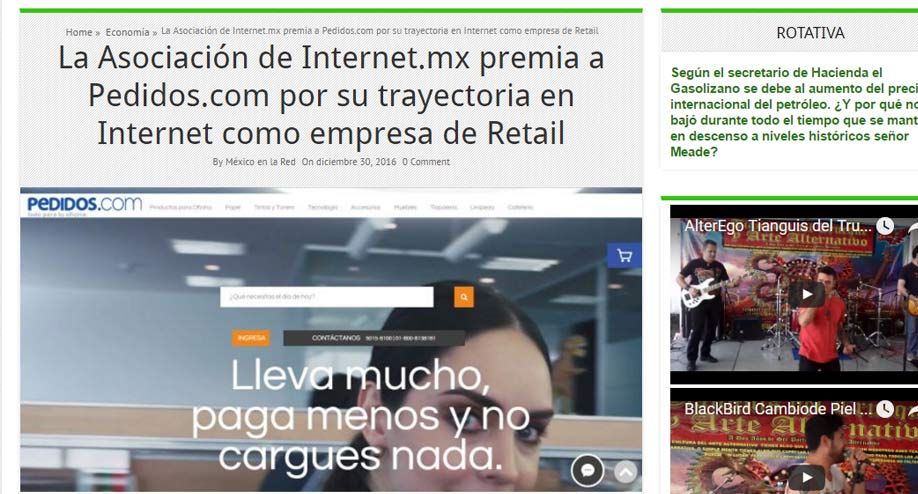 Home » Economía » La Asociación de Internet.mx premia a Pedidos.com por su trayectoria en Internet como empresa de Retail
La Asociación de Internet.mx premia a
Pedidos.com por su trayectoria en
Internet como empresa de Retail
By México en la Red On diciembre 30, 2016 0 Comment
PEDIDOS.COM
todo para tu oficina
Productos para Oficina Papel Tintas y Toners Tecnología Accesorios Muebles Papelería Limpieza Cafetería
¿Qué necesitas el día de hoy?
INGRESA CONTÁCTANOS
Lleva mucho,
paga menos y no
cargues nada.
ROTATIVA
Según el secretario de Hacienda el
Gasolizano se debe al aumento del preci
internacional del petróleo. ¿Y por qué no
bajó durante todo el tiempo que se mant
en descenso a niveles históricos señor
Meade?
AlterEgo Tianguis del Tru...
Arte Alternativo
BlackBird Cambiode Piel ...